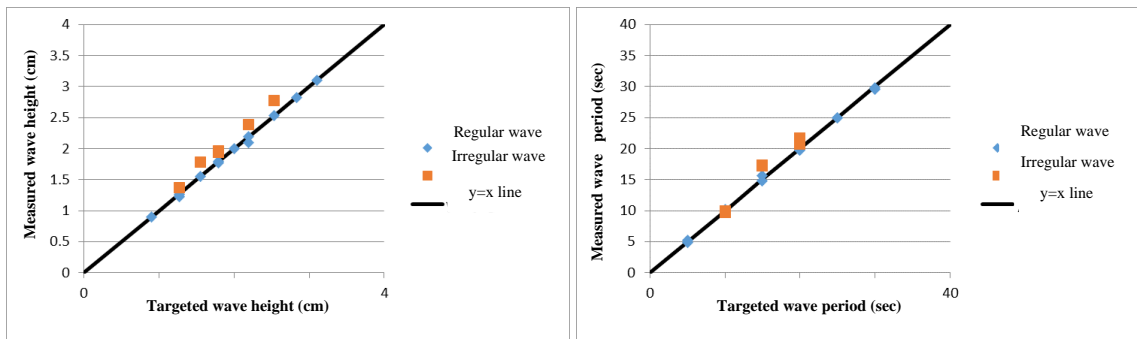 4
3.5
3
2.5
2
1.5
1
0.5
0
0
4
Measured wave height (cm)
Targeted wave height (cm)
Regular wave
Irregular wave
y=x line
40
35
30
25
20
15
10
5
0
0
40
Measured wave period (sec)
Targeted wave period (sec)
Regular wave
Irregular wave
y=x line